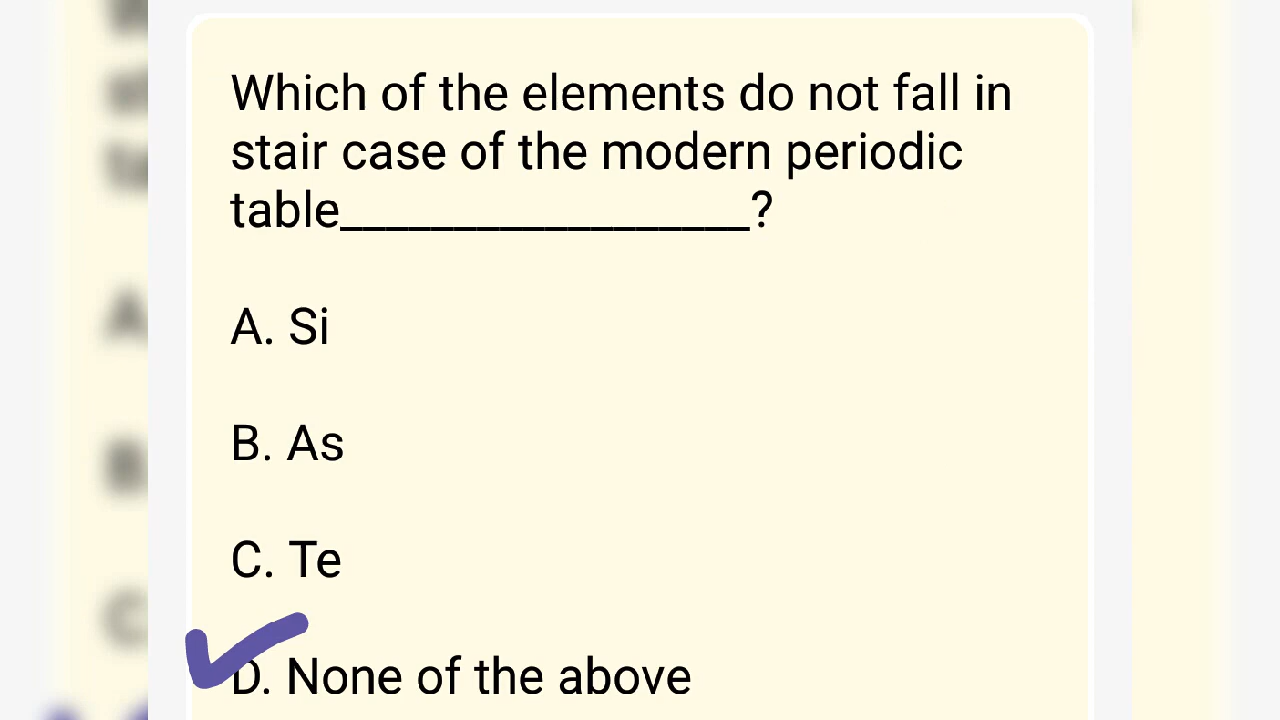 Which of the elements do not fall in
stair case of the modern periodic
table__________________?
A. Si
B. As
C. Te
D. None of the above